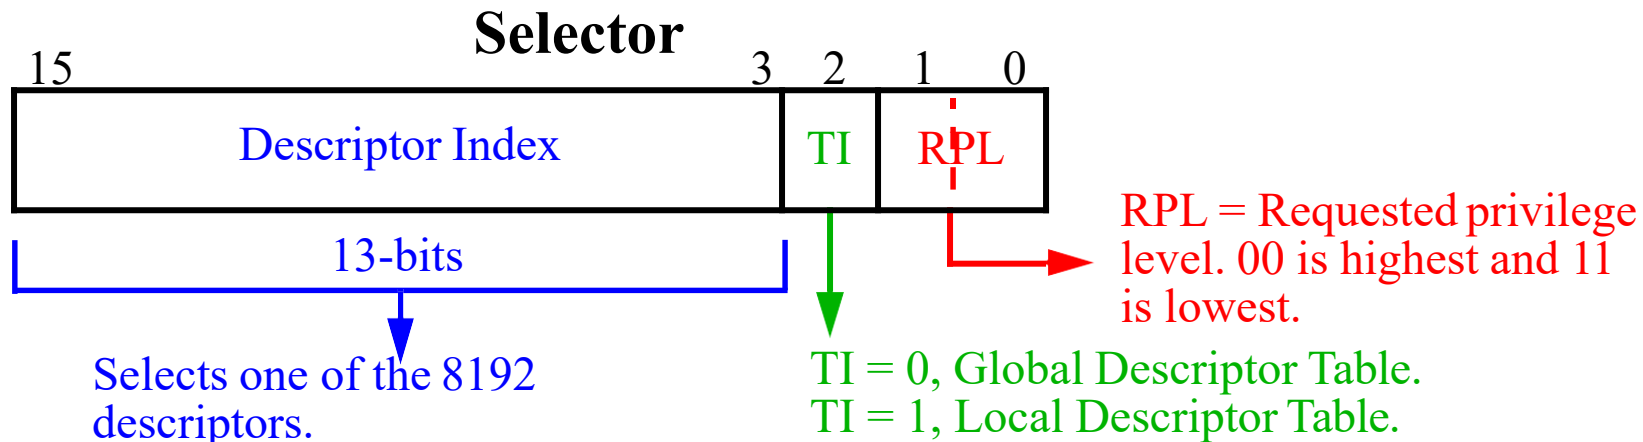 Selector
15 3 2 1 0
Descriptor Index TI RPL
13-bits
RPL = Requested privilege
level. 00 is highest and 11
is lowest.
Selects one of the 8192
descriptors.
TI = 0, Global Descriptor Table.
TI = 1, Local Descriptor Table.